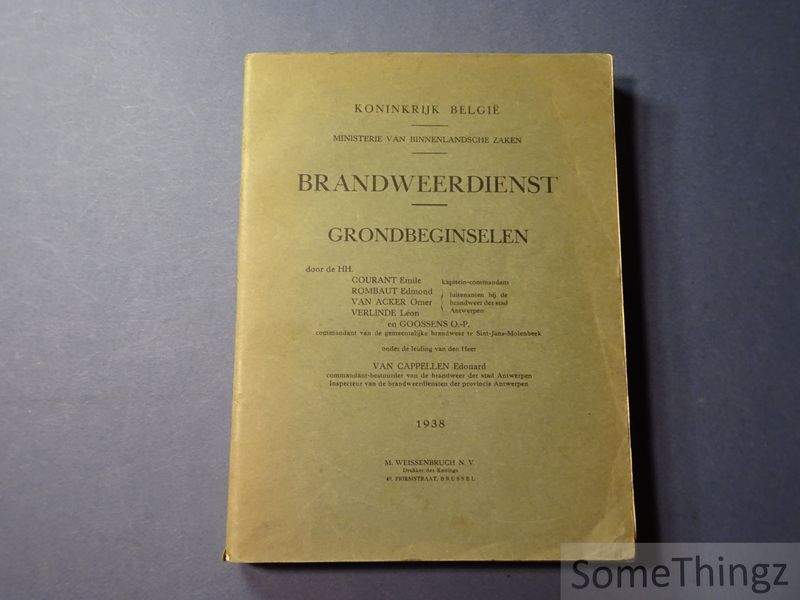 KONINKRIJK BELGIË
MINISTERIE VAN BINNENLANDSCHE ZAKEN
BRANDWEERDIENST
GRONDBEGINSELEN
door de HH.
COURANT Emile kapitein-commandant
ROMBAUT Edmond
VAN ACKER Omer
VERLINDE Léon
luitenanten bij de
brandweer der stad
Antwerpen
en GOOSSENS O.-P.
commandant van de gemeentelijke brandweer te Sint-Jans-Molenbeek
onder de leiding van den Heer
VAN CAPPELLEN Edouard
commandant-bestuurder van de brandweer der stad Antwerpen
Inspecteur van de brandweerdiensten der provincie Antwerpen
1938
M. WEISSENBRUCH N. V.
Drukker des Konings
49, PRIEMSTRAAT, BRUSSEL
SomeThingz